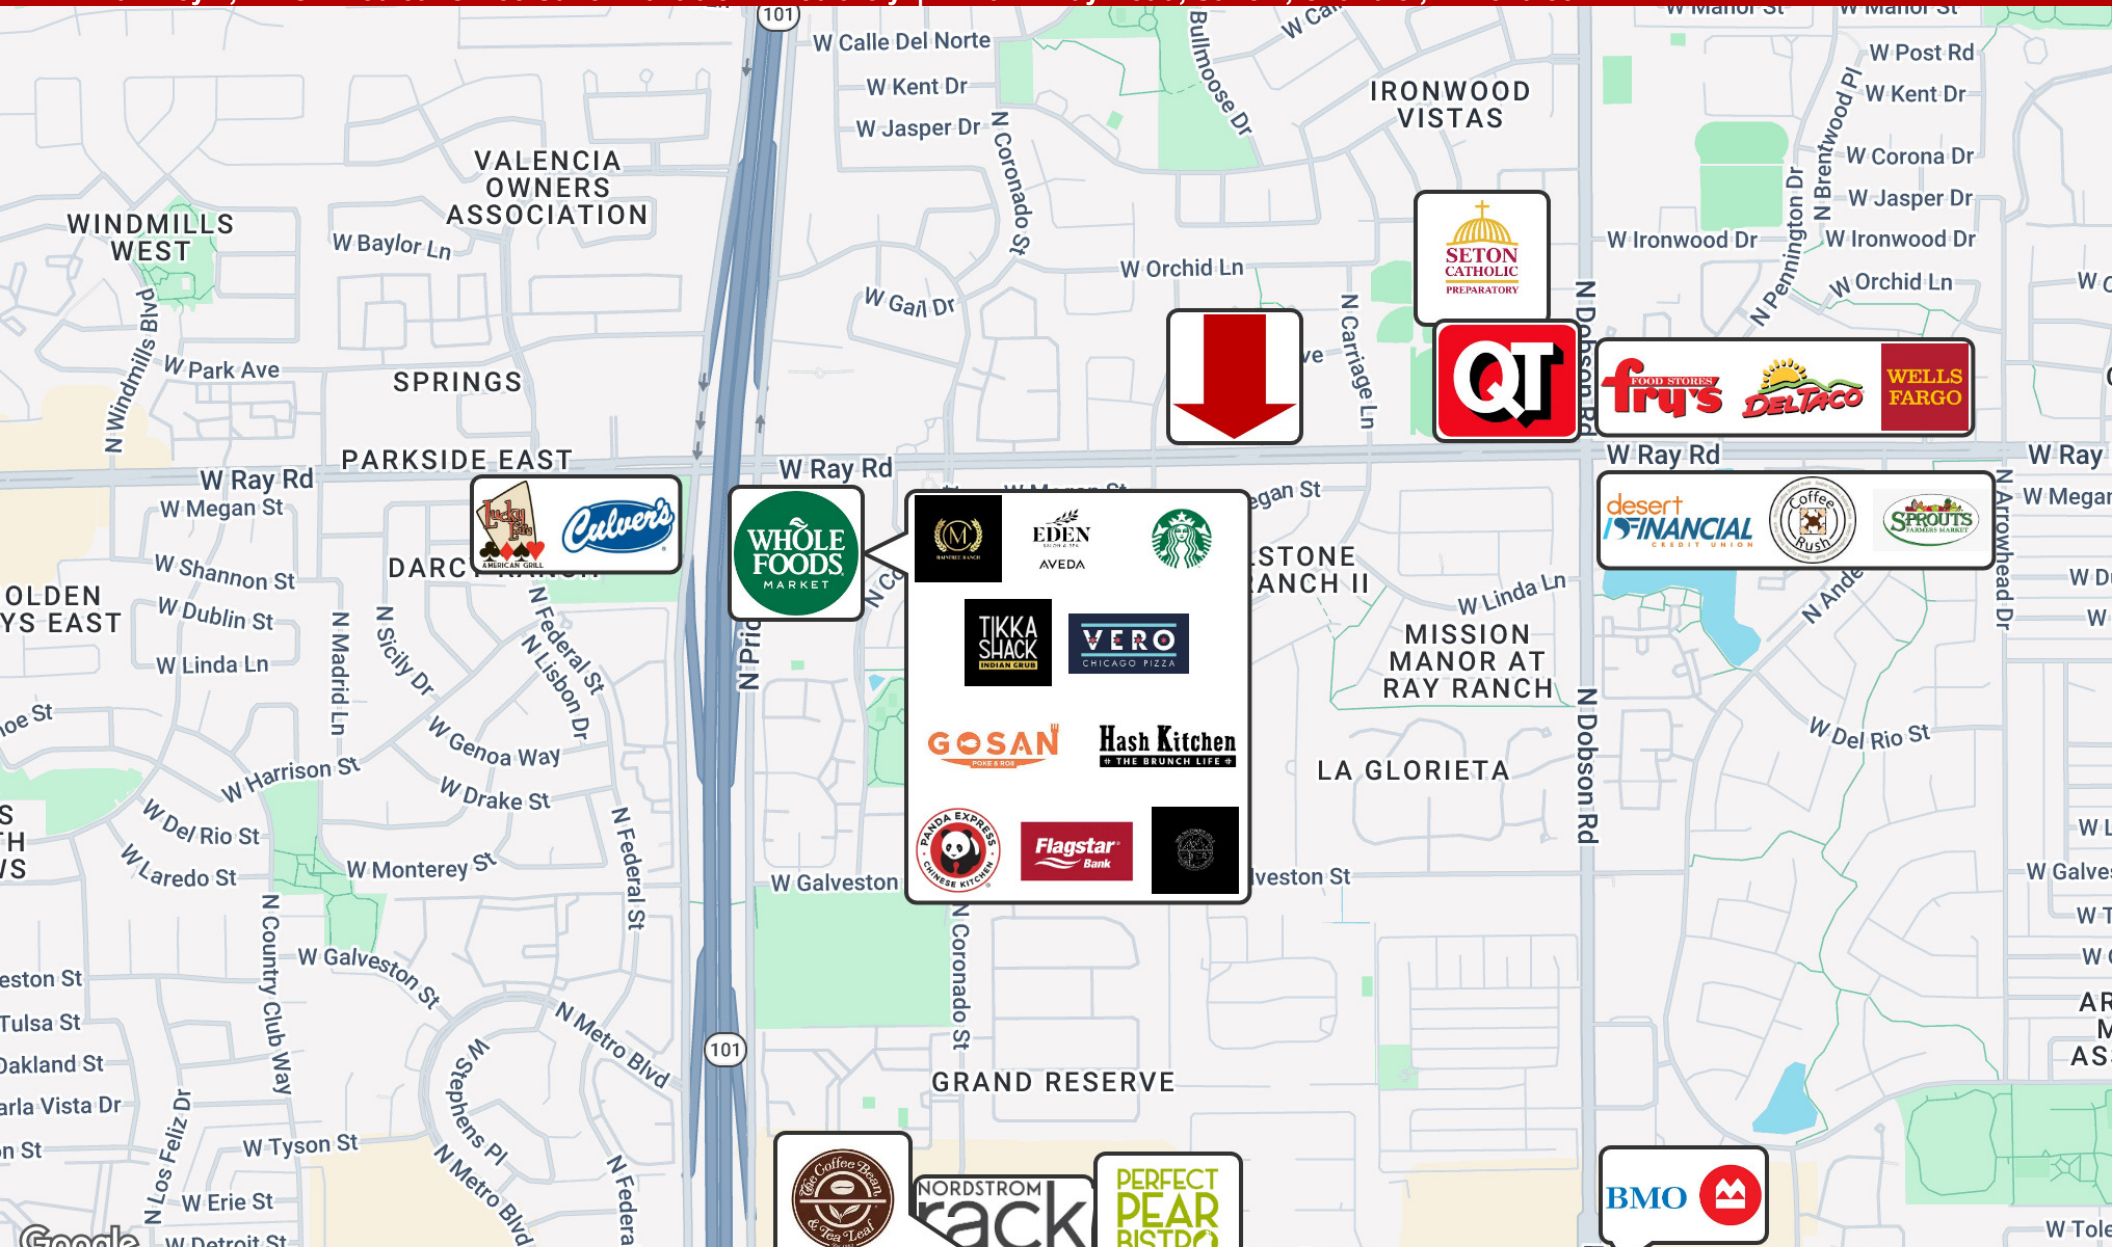 101
W Calle Del Norte
W Kent Dr
W Jasper Dr
N Coronado St
Bullmoose Dr
IRONWOOD
VISTAS
W Manor St
W Manor St
W Post Rd
W Kent Dr
N Brentwood Pl
W Corona Dr
W Jasper Dr
N Pennington Dr
W Ironwood Dr
W Ironwood Dr
W Orchid Ln
VALENCIA
OWNERS
ASSOCIATION
WINDMILLS
WEST
W Baylor Ln
N Windmills Blvd
W Park Ave
SPRINGS
W Gail Dr
W Orchid Ln
N Carriage Ln
SETON
CATHOLIC
PREPARATORY
QT
N Dobson Rd
fry's
FOOD STORES
DEL TACO
WELLS
FARGO
PARKSIDE EAST
W Ray Rd
W Ray Rd
W Ray Rd
W Ray
W Megan St
Lucky
AMERICAN GRILL
Culver's
WHOLE
FOODS
MARKET
M
EDEN
AVEDA
TIKKA
SHACK
INDIAN GRUB
VERO
CHICAGO PIZZA
GOSAN
POKE & ROE
Hash Kitchen
THE BRUNCH LIFE
PANDA EXPRESS
CHINESE KITCHEN
Flagstar
Bank
desert
FINANCIAL
CREDIT UNION
Coffee
Rush
SPROUTS
FARMERS MARKET
N Arrowhead Dr
W Shannon St
W Dublin St
W Linda Ln
N Madrid Ln
N Sicily Dr
N Federal St
N Lisbon Dr
W Genoa Way
W Harrison St
W Drake St
W Del Rio St
W Laredo St
W Monterey St
N Federal St
N Country Club Way
W Galveston St
N Metro Blvd
W Stephens Pl
W Linda Ln
MISSION
MANOR AT
RAY RANCH
N Dobson Rd
W Del Rio St
LA GLORIETA
W Galveston
N Coronado St
101
GRAND RESERVE
N Los Feliz Dr
W Tyson St
W Erie St
W Detroit St
N Metro Blvd
The Coffee Bean
& Tea Leaf
NORDSTROM
rack
PERFECT
PEAR
BISTRO
BMO
Google